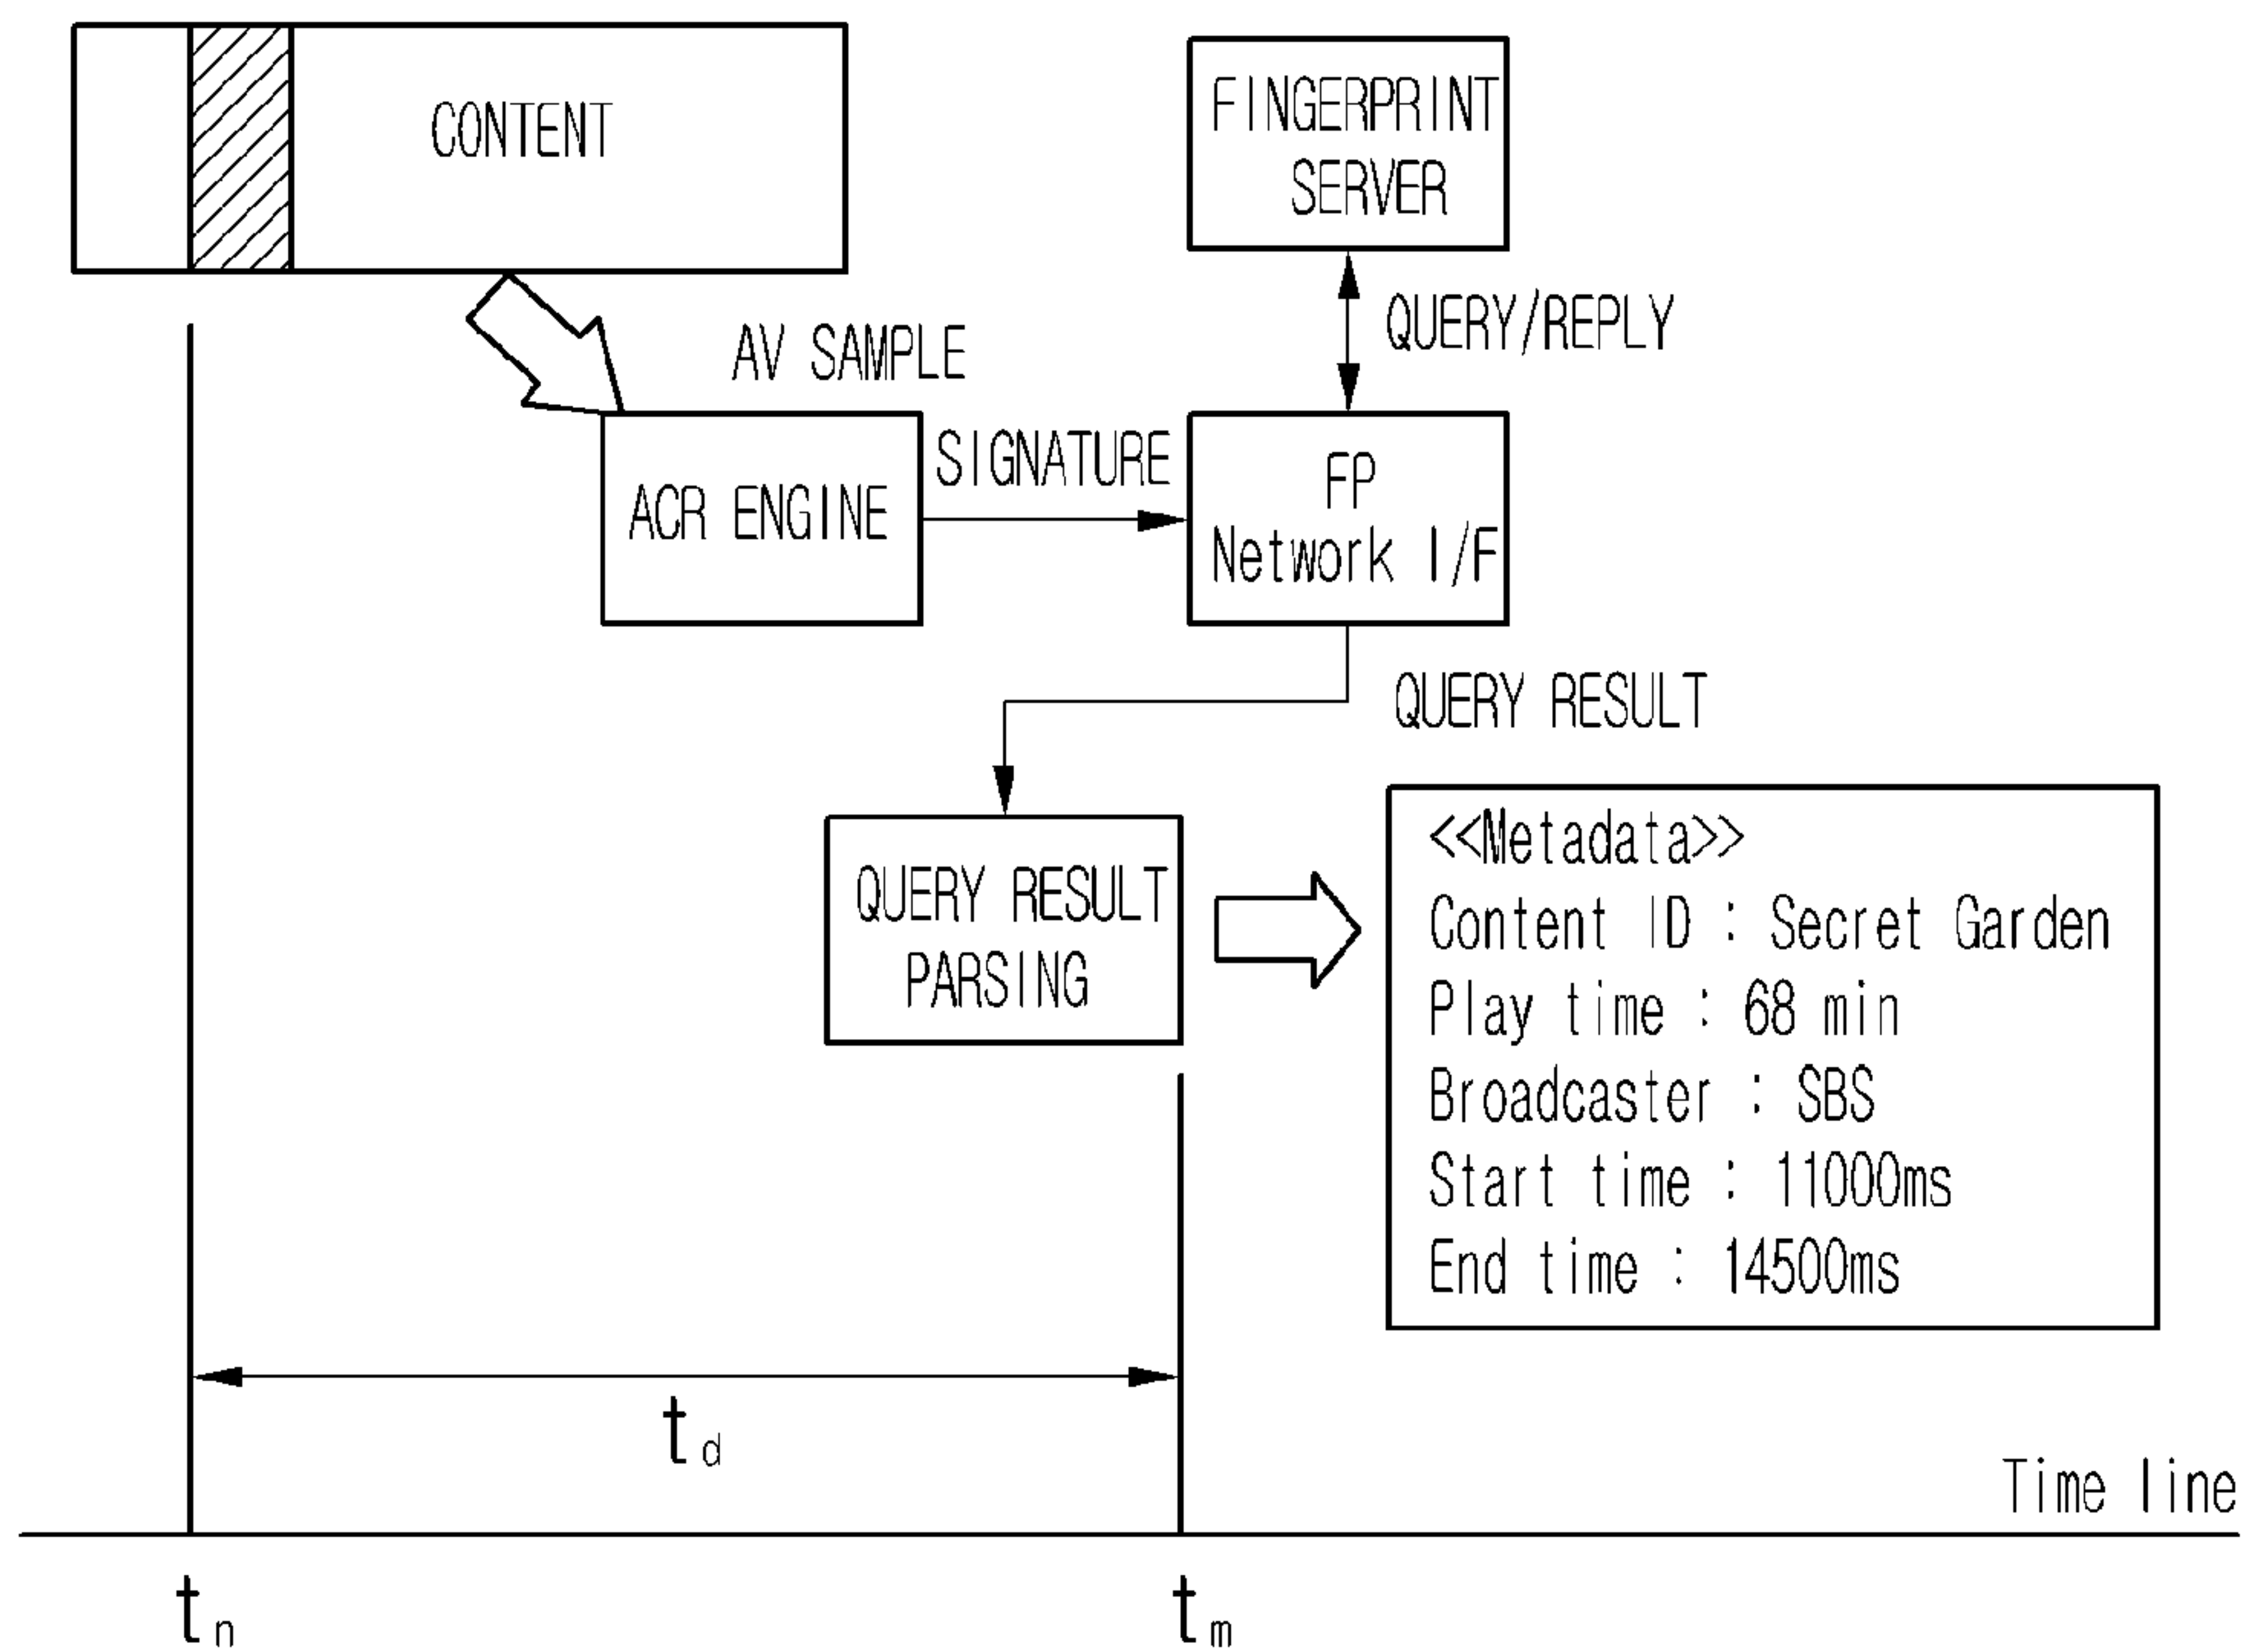 CONTENT
FINGERPRINT
SERVER
QUERY/REPLY
AV SAMPLE
SIGNATURE
ACR ENGINE
FP
Network I/F
QUERY RESULT
QUERY RESULT
PARSING
<<Metadata>>
Content ID : Secret Garden
Play time : 68 min
Broadcaster : SBS
Start time : 11000ms
End time : 14500ms
td
Time line
tn
tm